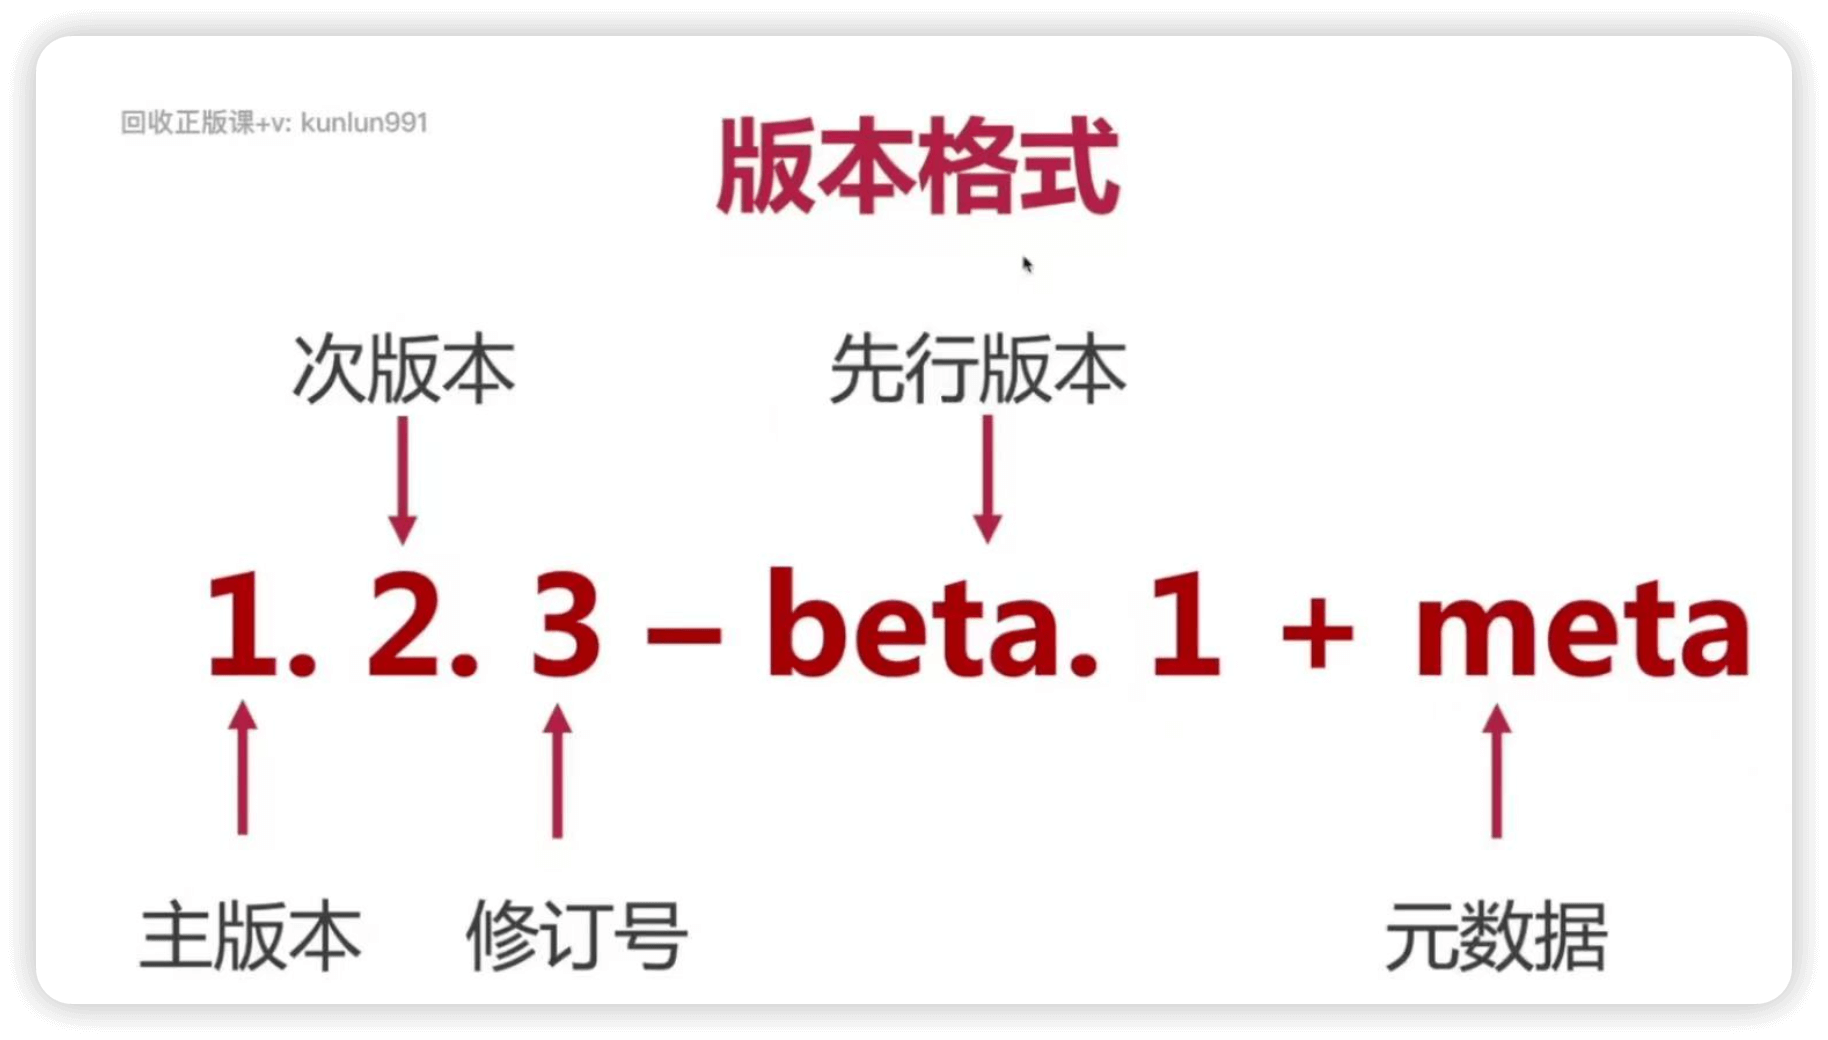 回收正版课+v: kunlun991
版本格式
次版本 先行版本
1. 2. 3 – beta. 1 + meta
主版本 修订号 元数据